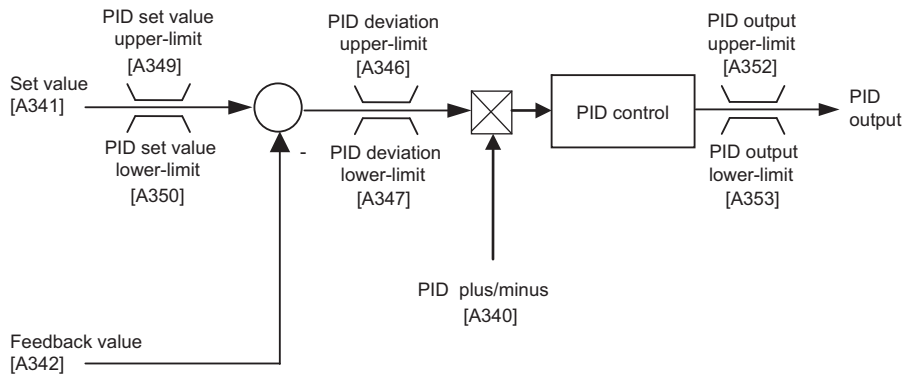 PID set value
upper-limit
[A349]
PID deviation
upper-limit
[A346]
PID output
upper-limit
[A352]
Set value
[A341]
PID control
PID
output
PID set value
lower-limit
[A350]
-
PID deviation
lower-limit
[A347]
PID output
lower-limit
[A353]
PID plus/minus
[A340]
Feedback value
[A342]